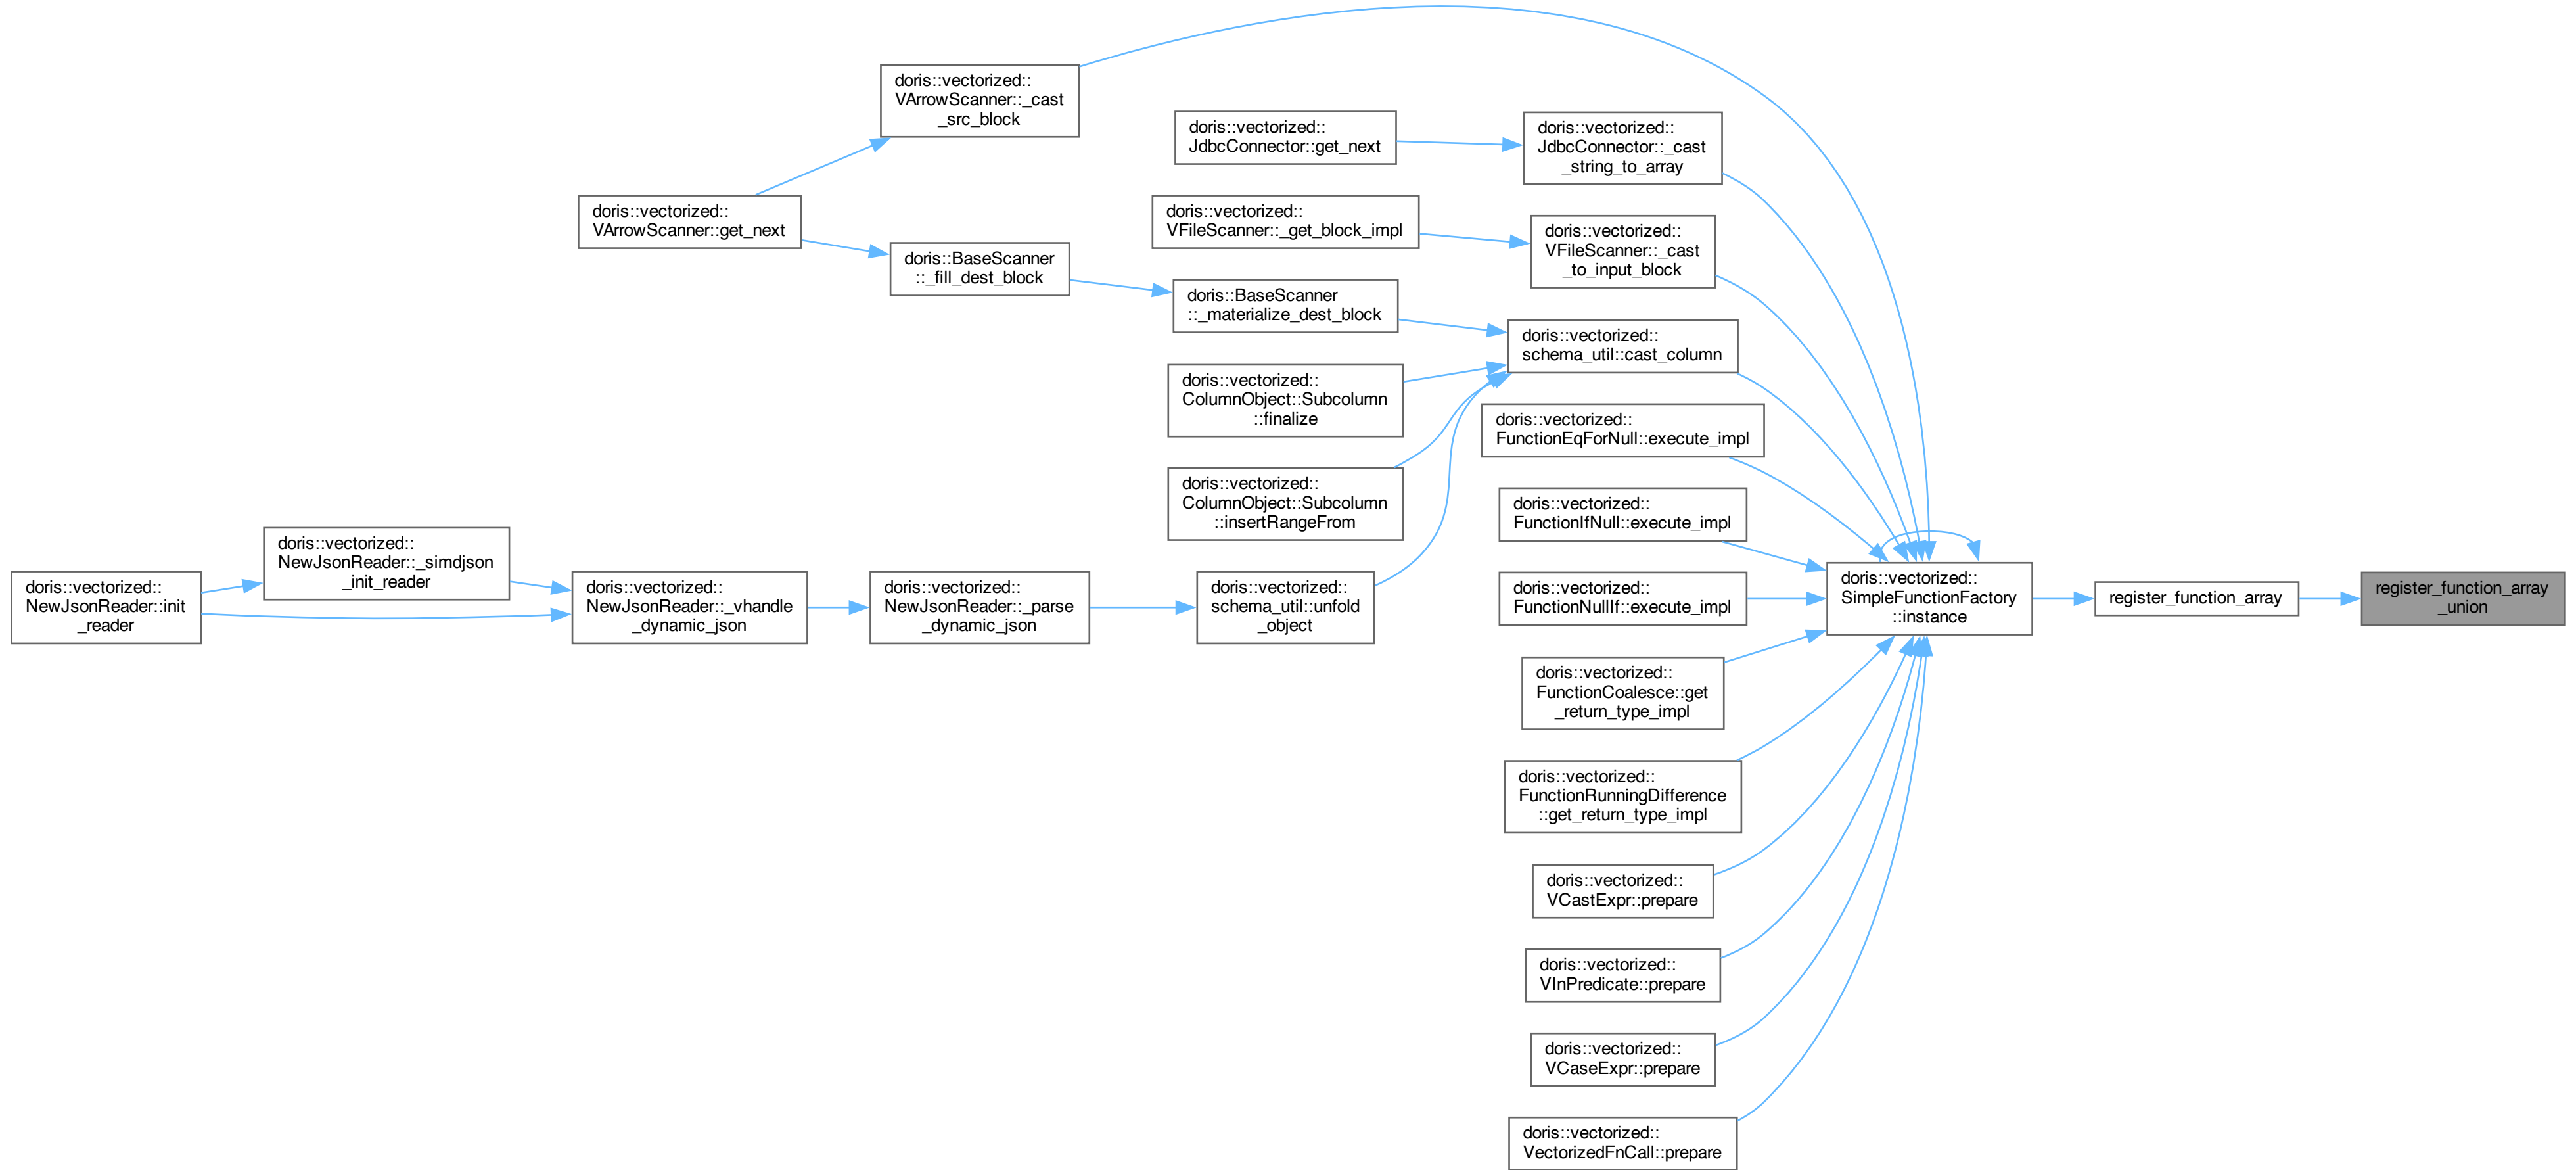 doris::vectorized::
VArrowScanner::_cast
_src_block
doris::vectorized::
JdbcConnector::get_next
doris::vectorized::
JdbcConnector::_cast
_string_to_array
doris::vectorized::
VArrowScanner::get_next
doris::vectorized::
VFileScanner::_get_block_impl
doris::vectorized::
VFileScanner::_cast
_to_input_block
doris::BaseScanner
::_fill_dest_block
doris::BaseScanner
::_materialize_dest_block
doris::vectorized::
schema_util::cast_column
doris::vectorized::
ColumnObject::Subcolumn
::finalize
doris::vectorized::
FunctionEqForNull::execute_impl
doris::vectorized::
ColumnObject::Subcolumn
::insertRangeFrom
doris::vectorized::
FunctionIfNull::execute_impl
doris::vectorized::
NewJsonReader::_simdjson
_init_reader
doris::vectorized::
NewJsonReader::init
_reader
doris::vectorized::
NewJsonReader::_vhandle
_dynamic_json
doris::vectorized::
NewJsonReader::_parse
_dynamic_json
doris::vectorized::
schema_util::unfold
_object
doris::vectorized::
FunctionNullIf::execute_impl
doris::vectorized::
SimpleFunctionFactory
::instance
register_function_array
register_function_array
_union
doris::vectorized::
FunctionCoalesce::get
_return_type_impl
doris::vectorized::
FunctionRunningDifference
::get_return_type_impl
doris::vectorized::
VCastExpr::prepare
doris::vectorized::
VInPredicate::prepare
doris::vectorized::
VCaseExpr::prepare
doris::vectorized::
VectorizedFnCall::prepare